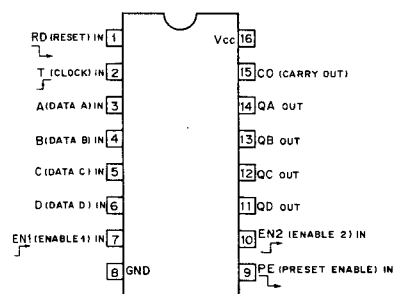 RD (RESET) IN 1
Vcc 16
T (CLOCK) IN 2
15 CO (CARRY OUT)
A (DATA A) IN 3
14 QA OUT
B (DATA B) IN 4
13 QB OUT
C (DATA C) IN 5
12 QC OUT
D (DATA D) IN 6
11 QD OUT
EN1 (ENABLE 1) IN 7
10 EN2 (ENABLE 2) IN
8 GND
9 PE (PRESET ENABLE) IN